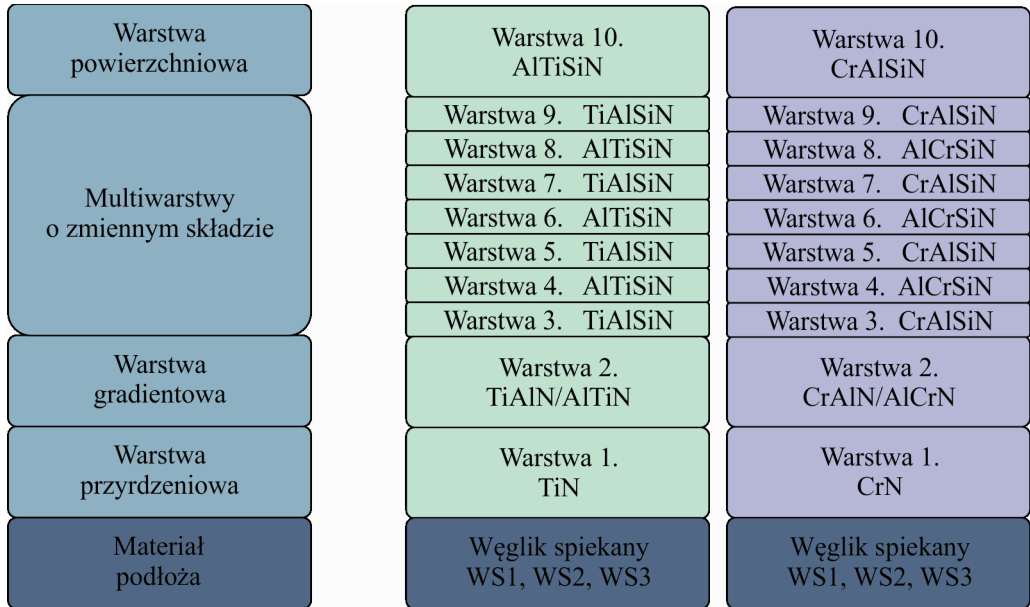 Warstwa
powierzchniowa
Multiwarstwy
o zmiennym składzie
Warstwa
gradientowa
Warstwa
przyrdzeniowa
Materiał
podłoża
Warstwa 10.
AlTiSiN
Warstwa 9. TiAlSiN
Warstwa 8. AlTiSiN
Warstwa 7. TiAlSiN
Warstwa 6. AlTiSiN
Warstwa 5. TiAlSiN
Warstwa 4. AlTiSiN
Warstwa 3. TiAlSiN
Warstwa 2.
TiAlN/AlTiN
Warstwa 1.
TiN
Węglik spiekany
WS1, WS2, WS3
Warstwa 10.
CrAlSiN
Warstwa 9. CrAlSiN
Warstwa 8. AlCrSiN
Warstwa 7. CrAlSiN
Warstwa 6. AlCrSiN
Warstwa 5. CrAlSiN
Warstwa 4. AlCrSiN
Warstwa 3. CrAlSiN
Warstwa 2.
CrAlN/AlCrN
Warstwa 1.
CrN
Węglik spiekany
WS1, WS2, WS3